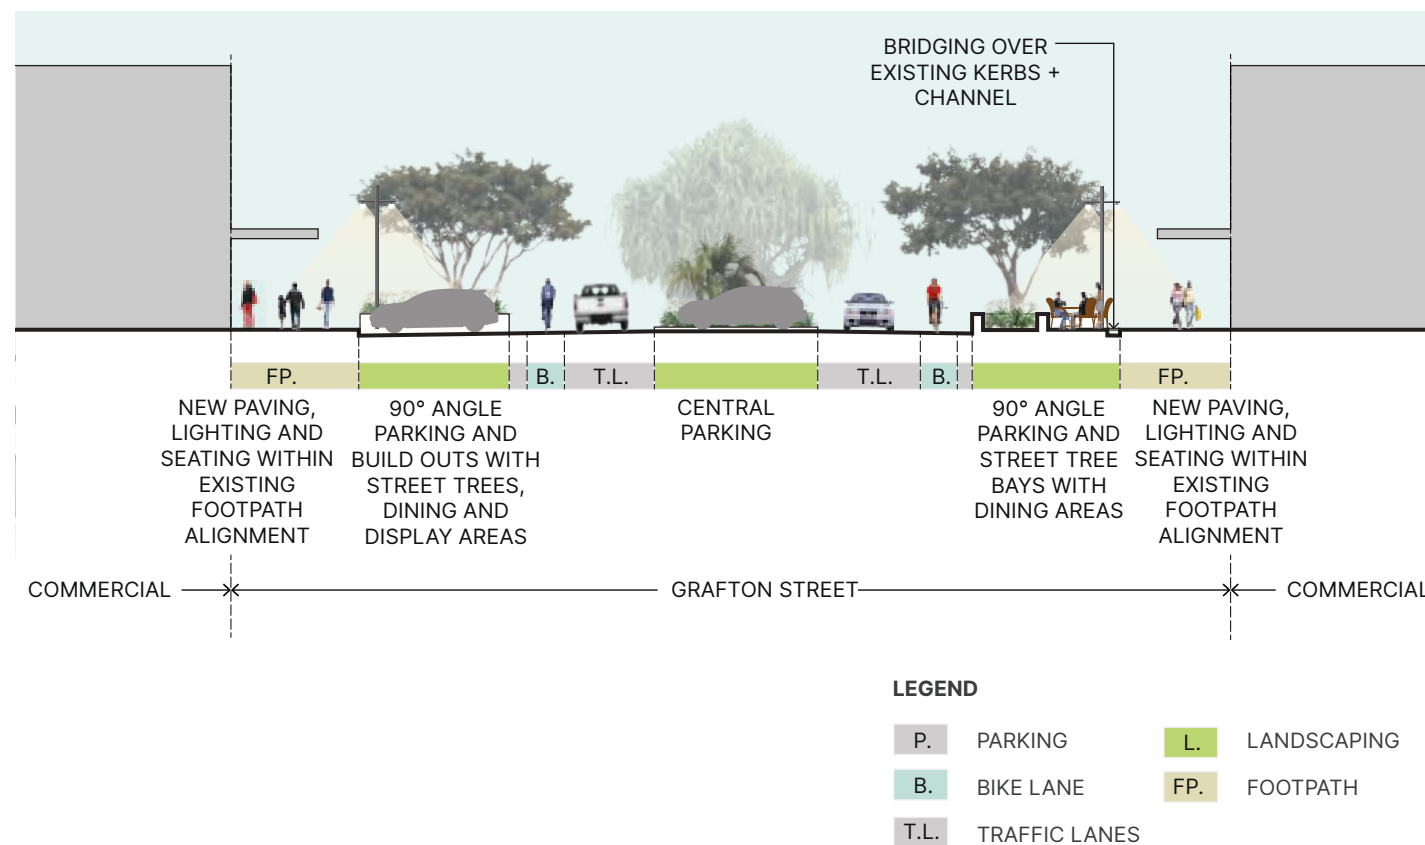 BRIDGING OVER
EXISTING KERBS +
CHANNEL
FP.
B.
T.L.
T.L.
B.
FP.
NEW PAVING,
LIGHTING AND
SEATING WITHIN
EXISTING
FOOTPATH
ALIGNMENT
90° ANGLE
PARKING AND
BUILD OUTS WITH
STREET TREES,
DINING AND
DISPLAY AREAS
CENTRAL
PARKING
90° ANGLE
PARKING AND
STREET TREE
BAYS WITH
DINING AREAS
NEW PAVING,
LIGHTING AND
SEATING WITHIN
EXISTING
FOOTPATH
ALIGNMENT
COMMERCIAL
GRAFTON STREET
COMMERCIAL
LEGEND
P. PARKING
B. BIKE LANE
T.L. TRAFFIC LANES
L. LANDSCAPING
FP. FOOTPATH